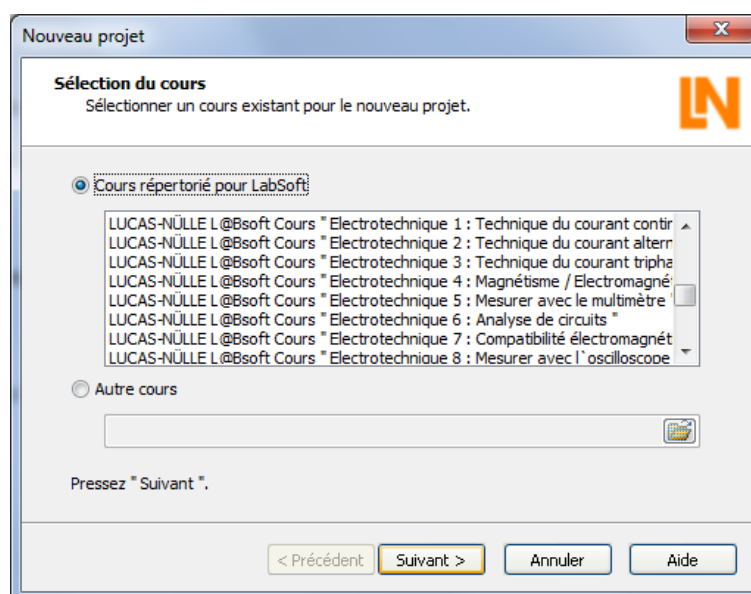 Nouveau projet
Sélection du cours
Sélectionner un cours existant pour le nouveau projet.
LN
Cours répertorié pour LabSoft
LUCAS-NÜLLE L@Bsoft Cours " Electrotechnique 1 : Technique du courant contin
LUCAS-NÜLLE L@Bsoft Cours " Electrotechnique 2 : Technique du courant altern
LUCAS-NÜLLE L@Bsoft Cours " Electrotechnique 3 : Technique du courant tripha
LUCAS-NÜLLE L@Bsoft Cours " Electrotechnique 4 : Magnétisme / Electromagné
LUCAS-NÜLLE L@Bsoft Cours " Electrotechnique 5 : Mesurer avec le multimètre "
LUCAS-NÜLLE L@Bsoft Cours " Electrotechnique 6 : Analyse de circuits "
LUCAS-NÜLLE L@Bsoft Cours " Electrotechnique 7 : Compatibilité électromagnét
LUCAS-NÜLLE L@Bsoft Cours " Electrotechnique 8 : Mesurer avec l`oscilloscope
Autre cours
Pressez " Suivant ".
< Précédent Suivant > Annuler Aide